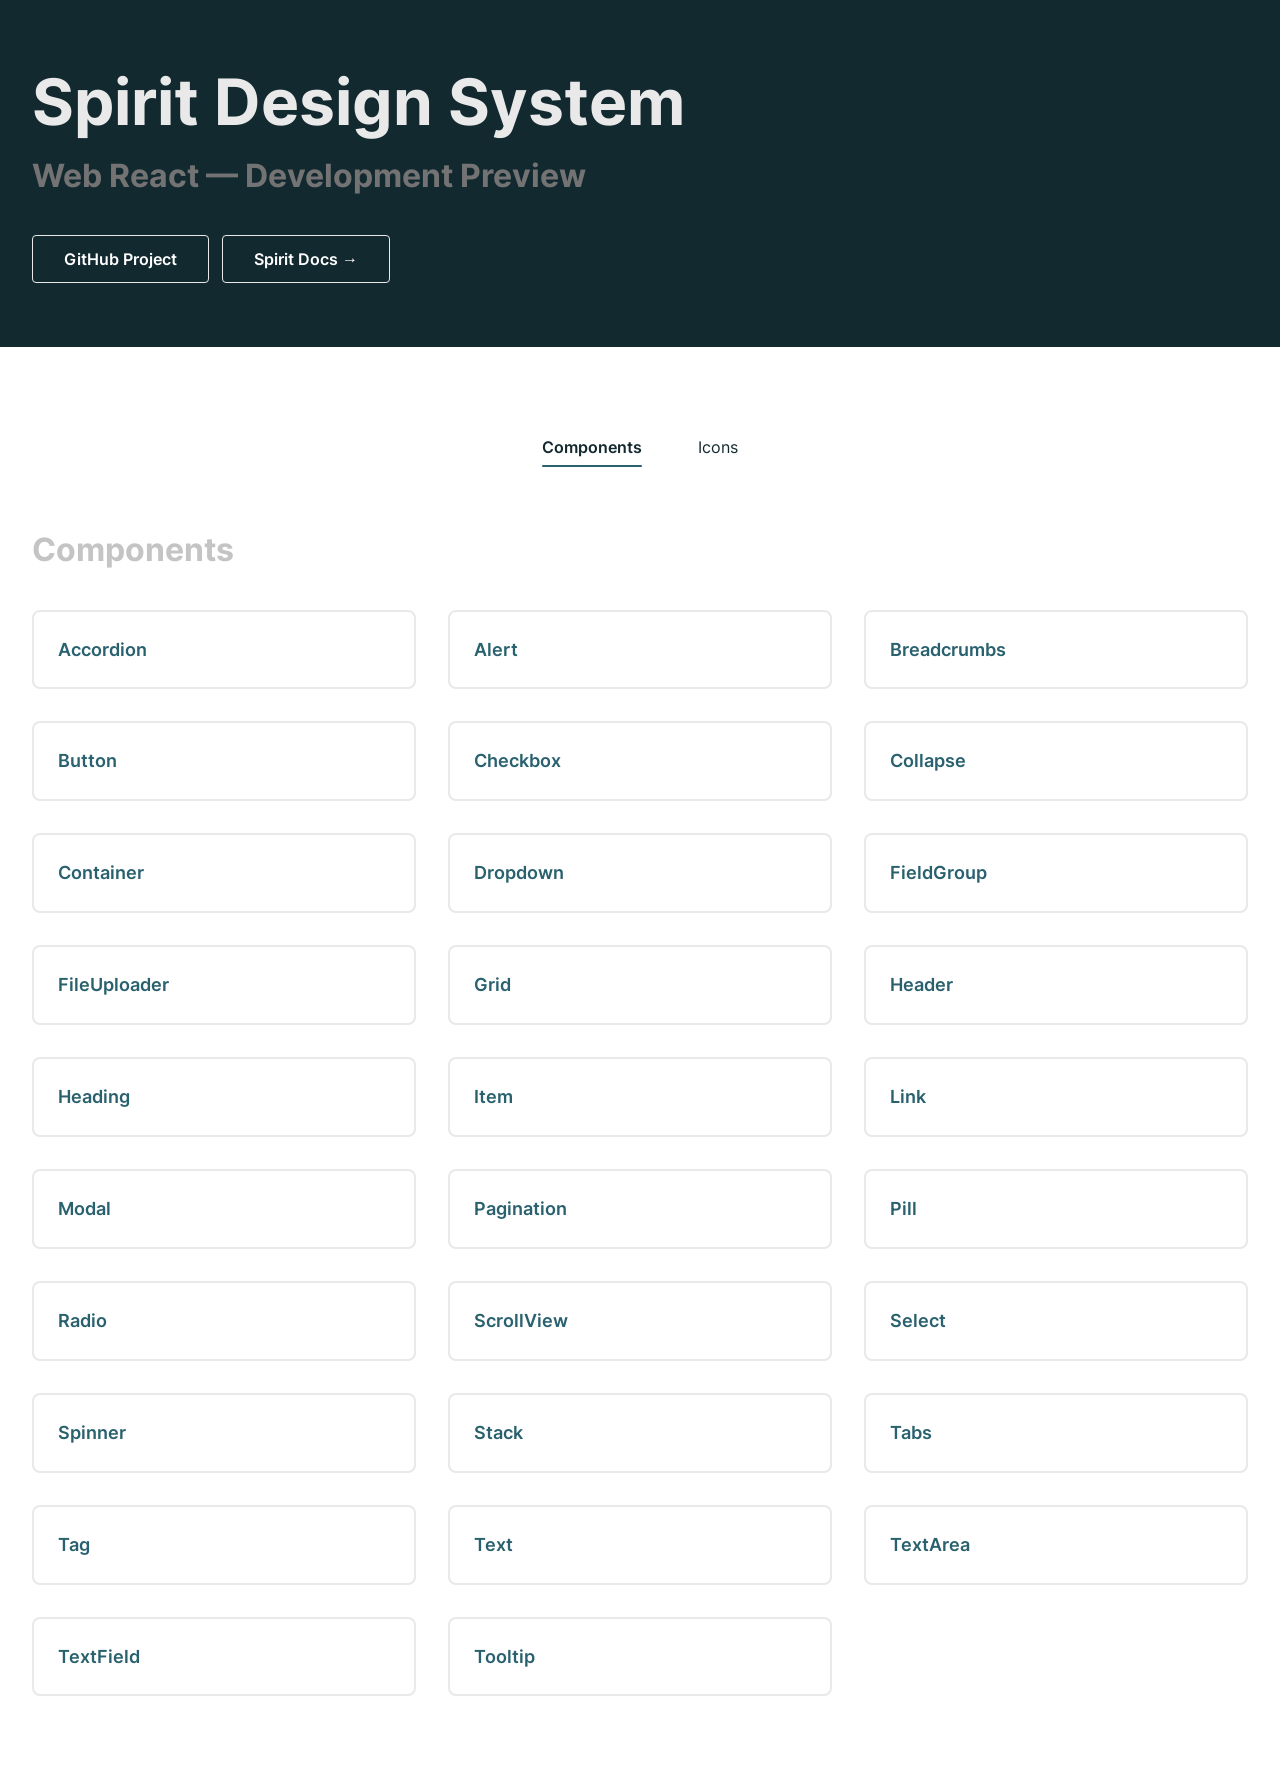 Spirit Design System
Web React — Development Preview
GitHub Project
Spirit Docs →
Components
Icons
Components
Accordion
Alert
Breadcrumbs
Button
Checkbox
Collapse
Container
Dropdown
FieldGroup
FileUploader
Grid
Header
Heading
Item
Link
Modal
Pagination
Pill
Radio
ScrollView
Select
Spinner
Stack
Tabs
Tag
Text
TextArea
TextField
Tooltip